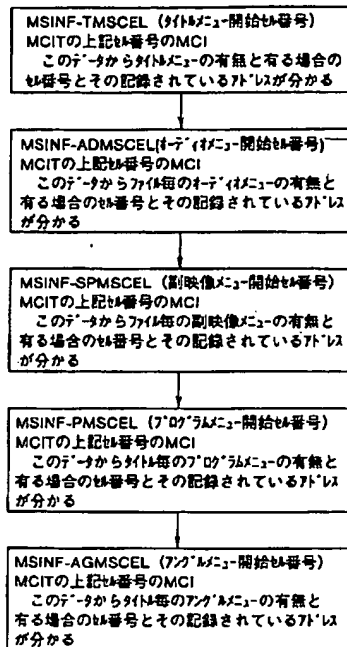 MSINF-TMSCEL (ﾀｲﾄﾙﾒﾆｭｰ開始ｾﾙ番号)
MCITの上記ｾﾙ番号のMCI
このﾃﾞｰﾀからﾀｲﾄﾙﾒﾆｭｰの有無と有る場合の
ｾﾙ番号とその記録されているｱﾄﾞﾚｽが分かる
MSINF-ADMSCEL(ｵｰﾃﾞｨｵﾒﾆｭｰ開始ｾﾙ番号)
MCITの上記ｾﾙ番号のMCI
このﾃﾞｰﾀからﾌｧｲﾙ毎のｵｰﾃﾞｨｵﾒﾆｭｰの有無と
有る場合のｾﾙ番号とその記録されているｱﾄﾞﾚｽ
が分かる
MSINF-SPMSCEL (副映像ﾒﾆｭｰ開始ｾﾙ番号)
MCITの上記ｾﾙ番号のMCI
このﾃﾞｰﾀからﾌｧｲﾙ毎の副映像ﾒﾆｭｰの有無と
有る場合のｾﾙ番号とその記録されているｱﾄﾞﾚｽ
が分かる
MSINF-PMSCEL (ﾌﾟﾛｸﾞﾗﾑﾒﾆｭｰ開始ｾﾙ番号)
MCITの上記ｾﾙ番号のMCI
このﾃﾞｰﾀからﾀｲﾄﾙ毎のﾌﾟﾛｸﾞﾗﾑﾒﾆｭｰの有無と
有る場合のｾﾙ番号とその記録されているｱﾄﾞﾚｽ
が分かる
MSINF-AGMSCEL (ｱﾝｸﾞﾙﾒﾆｭｰ開始ｾﾙ番号)
MCITの上記ｾﾙ番号のMCI
このﾃﾞｰﾀからﾀｲﾄﾙ毎のｱﾝｸﾞﾙﾒﾆｭｰの有無と
有る場合のｾﾙ番号とその記録されているｱﾄﾞﾚｽ
が分かる